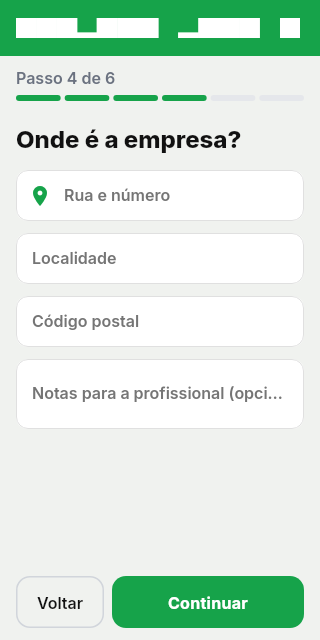 Passo 4 de 6
Onde é a empresa?
Rua e número
Localidade
Código postal
Notas para a profissional (opci...
Voltar
Continuar